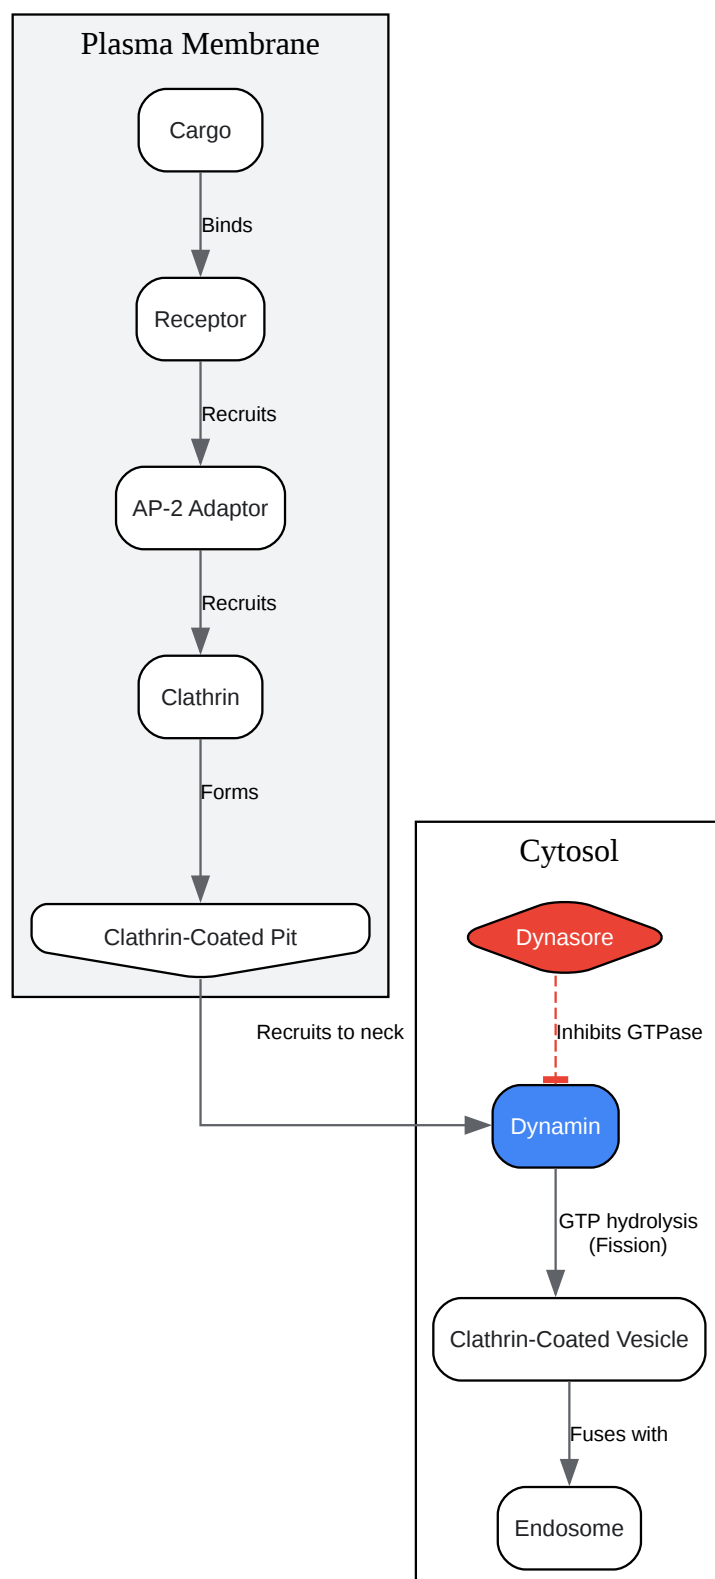 Plasma Membrane
Cargo
Binds
Receptor
Recruits
AP-2 Adaptor
Recruits
Clathrin
Forms
Clathrin-Coated Pit
Recruits to neck
Cytosol
Dynasore
Inhibits GTPase
Dynamin
GTP hydrolysis
(Fission)
Clathrin-Coated Vesicle
Fuses with
Endosome